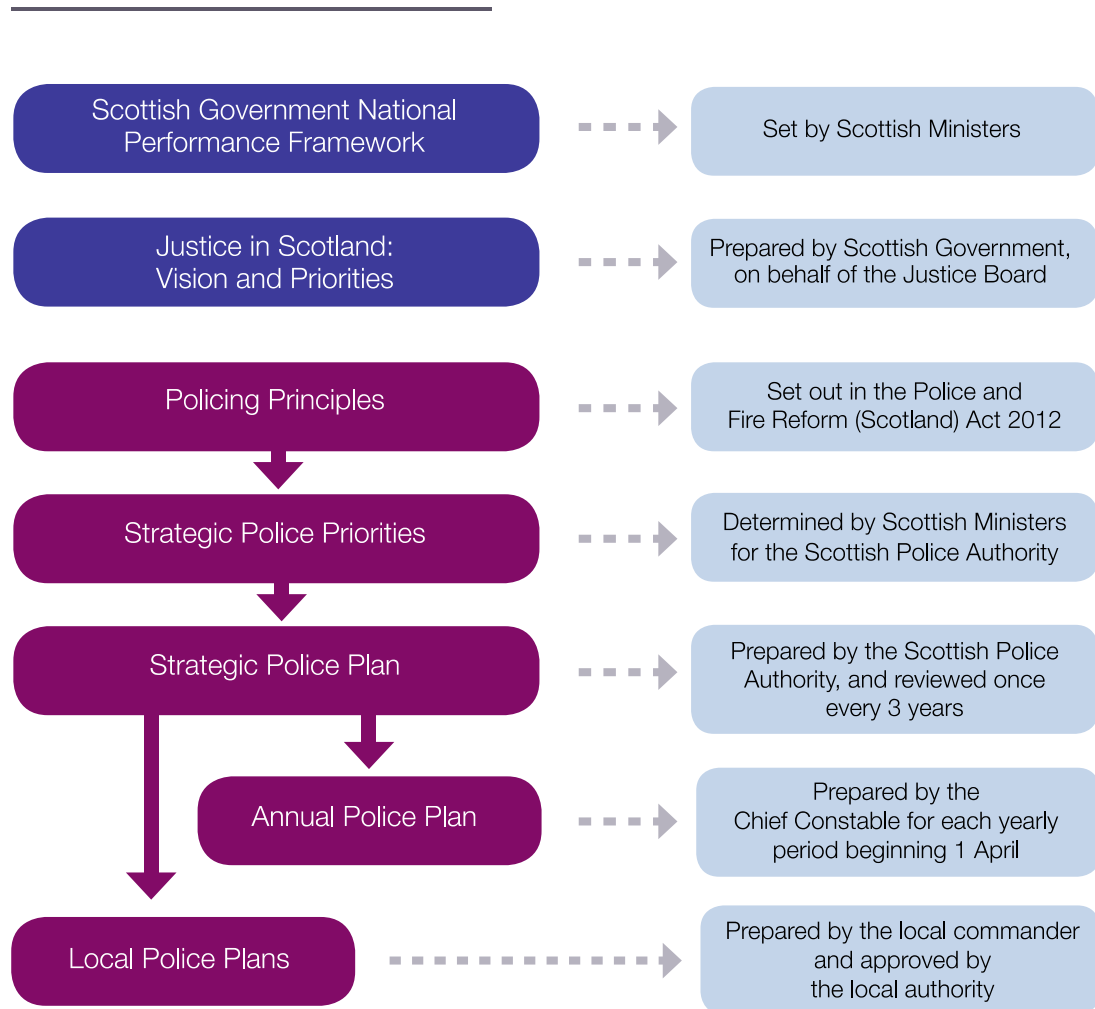 Scottish Government National
Performance Framework
Set by Scottish Ministers
Justice in Scotland:
Vision and Priorities
Prepared by Scottish Government,
on behalf of the Justice Board
Policing Principles
Set out in the Police and
Fire Reform (Scotland) Act 2012
Strategic Police Priorities
Determined by Scottish Ministers
for the Scottish Police Authority
Strategic Police Plan
Prepared by the Scottish Police
Authority, and reviewed once
every 3 years
Annual Police Plan
Prepared by the
Chief Constable for each yearly
period beginning 1 April
Local Police Plans
Prepared by the local commander
and approved by
the local authority